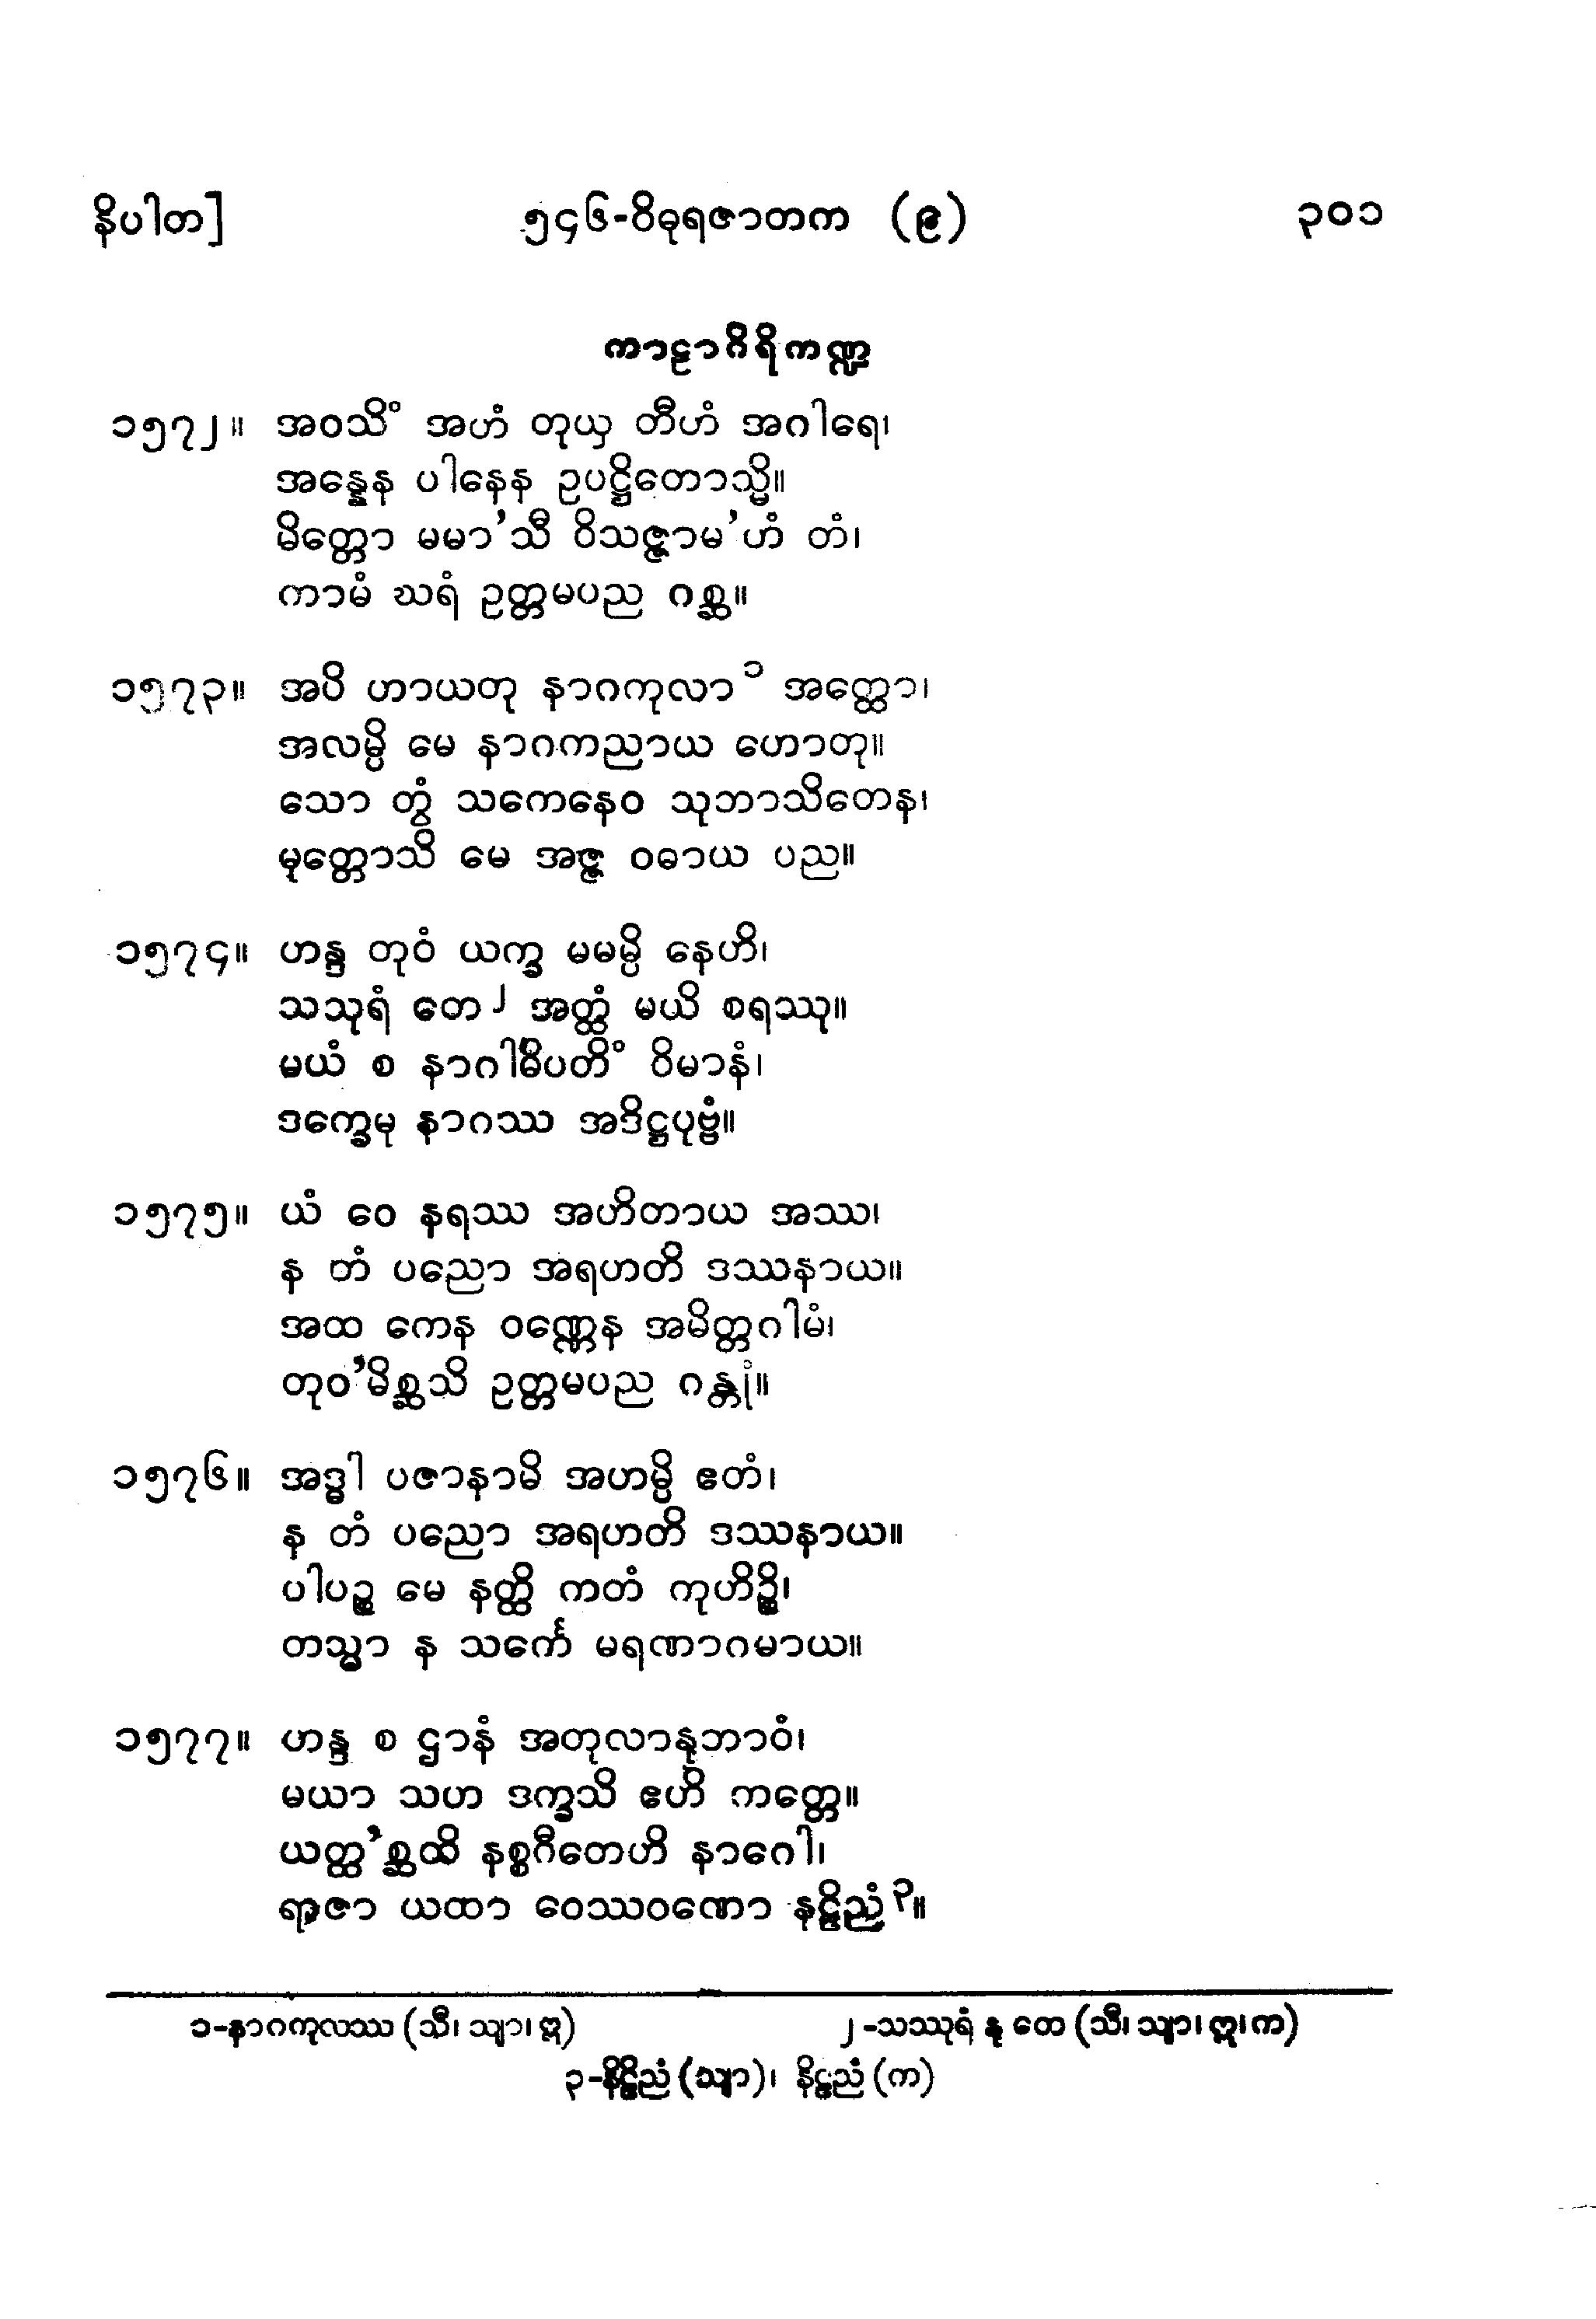 နိပါတ]
၅၄၆-ဝိဓုရဇာတက (၉)
၃၀၁
ကာဠာဂိရိကဏ္ဍ
၁၅၇၂။ အဝသိံ အဟံ တုယှ တီဟံ အဂါရေ၊
အန္နေန ပါနေန ဥပဋ္ဌိတောသ္မိ။
မိတ္တော မမာ’သီ ဝိသဇ္ဇာမ’ဟံ တံ၊
ကာမံ ဃရံ ဥတ္တမပည ဂစ္ဆ။
၁၅၇၃။ အပိ ဟာယတု နာဂကုလာ ၁ အတ္ထော၊
အလမ္ပိ မေ နာဂကညာယ ဟောတု။
သော တွံ သကေနေဝ သုဘာသိတေန၊
မုတ္တောသိ မေ အဇ္ဇ ဝဓာယ ပည။
၁၅၇၄။ ဟန္ဒ တုဝံ ယက္ခ မမမ္ပိ နေဟိ၊
သသုရံ တေ ၂ အတ္ထံ မယိ စရဿု။
မယံ စ နာဂါဓိပတိံ ဝိမာနံ၊
ဒက္ခေမု နာဂဿ အဒိဋ္ဌပုဗ္ဗံ။
၁၅၇၅။ ယံ ဝေ နရဿ အဟိတာယ အဿ၊
န တံ ပညော အရဟတိ ဒဿနာယ။
အထ ကေန ဝဏ္ဏေန အမိတ္တဂါမံ၊
တုဝ’မိစ္ဆသိ ဥတ္တမပည ဂန္တုံ။
၁၅၇၆။ အဒ္ဓါ ပဇာနာမိ အဟမ္ပိ ဧတံ၊
န တံ ပညော အရဟတိ ဒဿနာယ။
ပါပဉ္စ မေ နတ္ထိ ကတံ ကုဟိဉ္စိ၊
တသ္မာ န သင်္ကေ မရဏာဂမာယ။
၁၅၇၇။ ဟန္ဒ စ ဌာနံ အတုလာနုဘာဝံ၊
မယာ သဟ ဒက္ခသိ ဧဟိ ကတ္တေ။
ယတ္ထ’စ္ဆထိ နစ္စဂီတေဟိ နာဂေါ၊
ရာဇာ ယထာ ဝေဿဝဏော နဠိညံ ၃။
၁-နာဂကုလဿ (သီ၊ သျာ၊ ဣ)
၂-သဿုရံ နု တေ (သီ၊ သျာ၊ ဣ၊ က)
၃-နိဠိညံ (သျာ)၊ နိဠညံ (က)